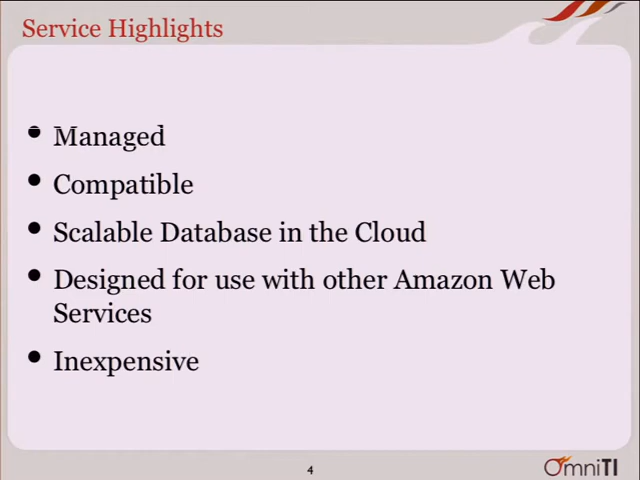 Service Highlights
• Managed
• Compatible
• Scalable Database in the Cloud
• Designed for use with other Amazon Web
Services
• Inexpensive
4
OmniTI